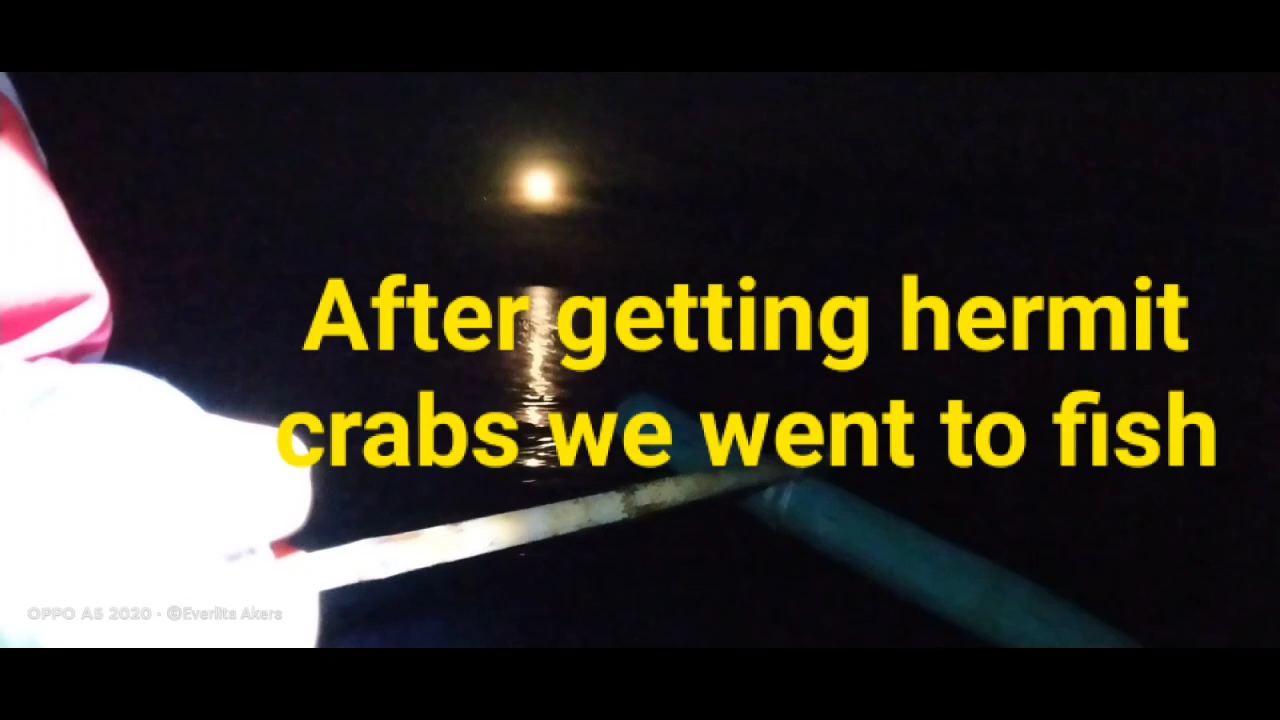 After getting hermit
crabs we went to fish
OPPO A5 2020 · ©Everlita Akers